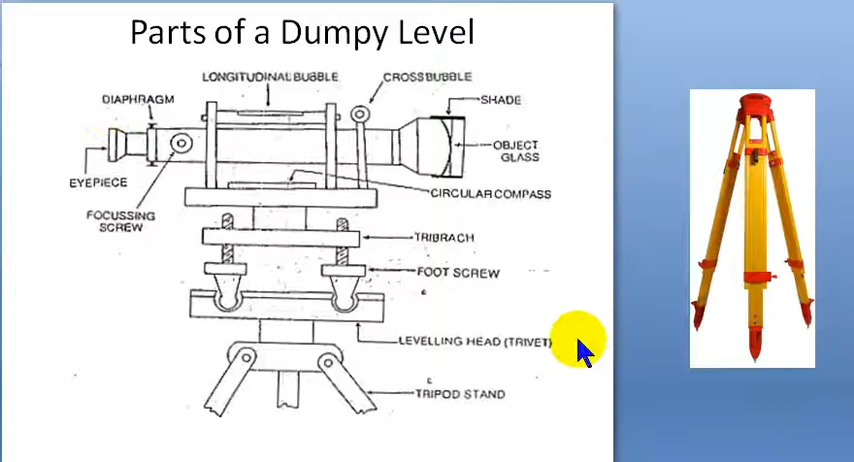 Parts of a Dumpy Level
LONGITUDINAL BUBBLE
CROSS BUBBLE
DIAPHRAGM
SHADE
OBJECT
GLASS
EYEPIECE
CIRCULAR COMPASS
FOCUSSING
SCREW
TRIBRACH
FOOT SCREW
LEVELLING HEAD (TRIVET)
TRIPOD STAND